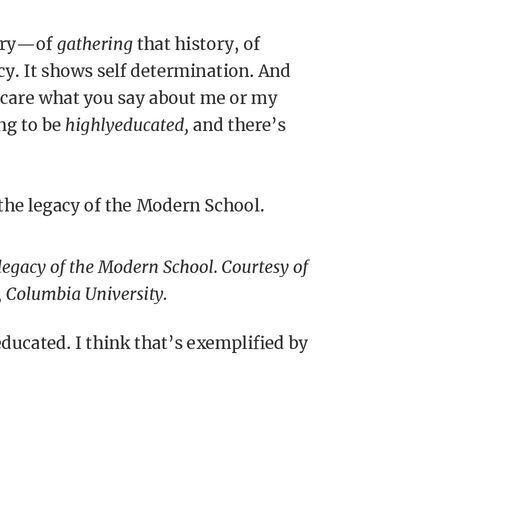 ry—of gathering that history, of
cy. It shows self determination. And
care what you say about me or my
ng to be highlyeducated, and there’s
the legacy of the Modern School.
legacy of the Modern School. Courtesy of
, Columbia University.
educated. I think that’s exemplified by